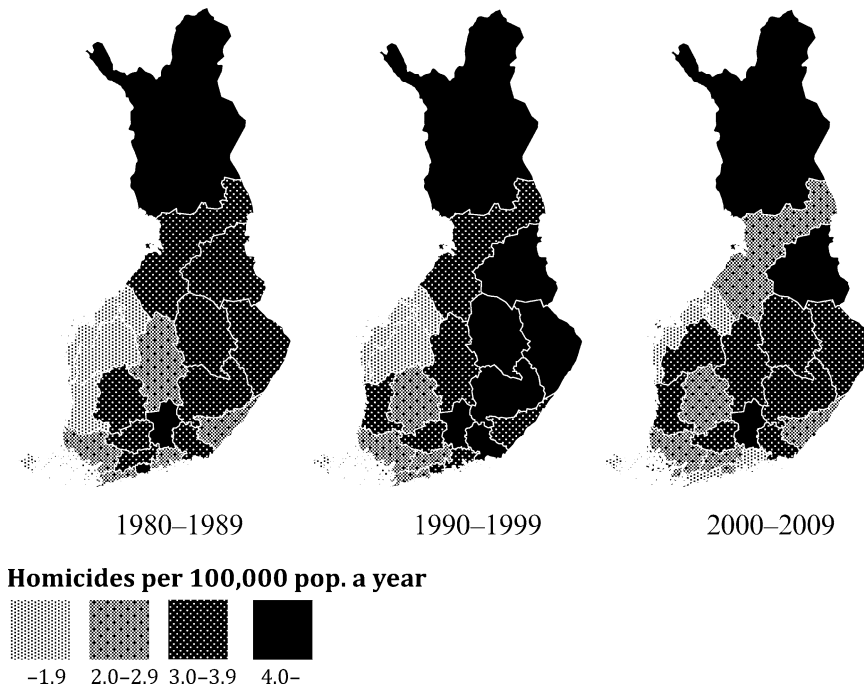 1980–1989 1990–1999 2000–2009
Homicides per 100,000 pop. a year
–1.9 2.0–2.9 3.0–3.9 4.0–